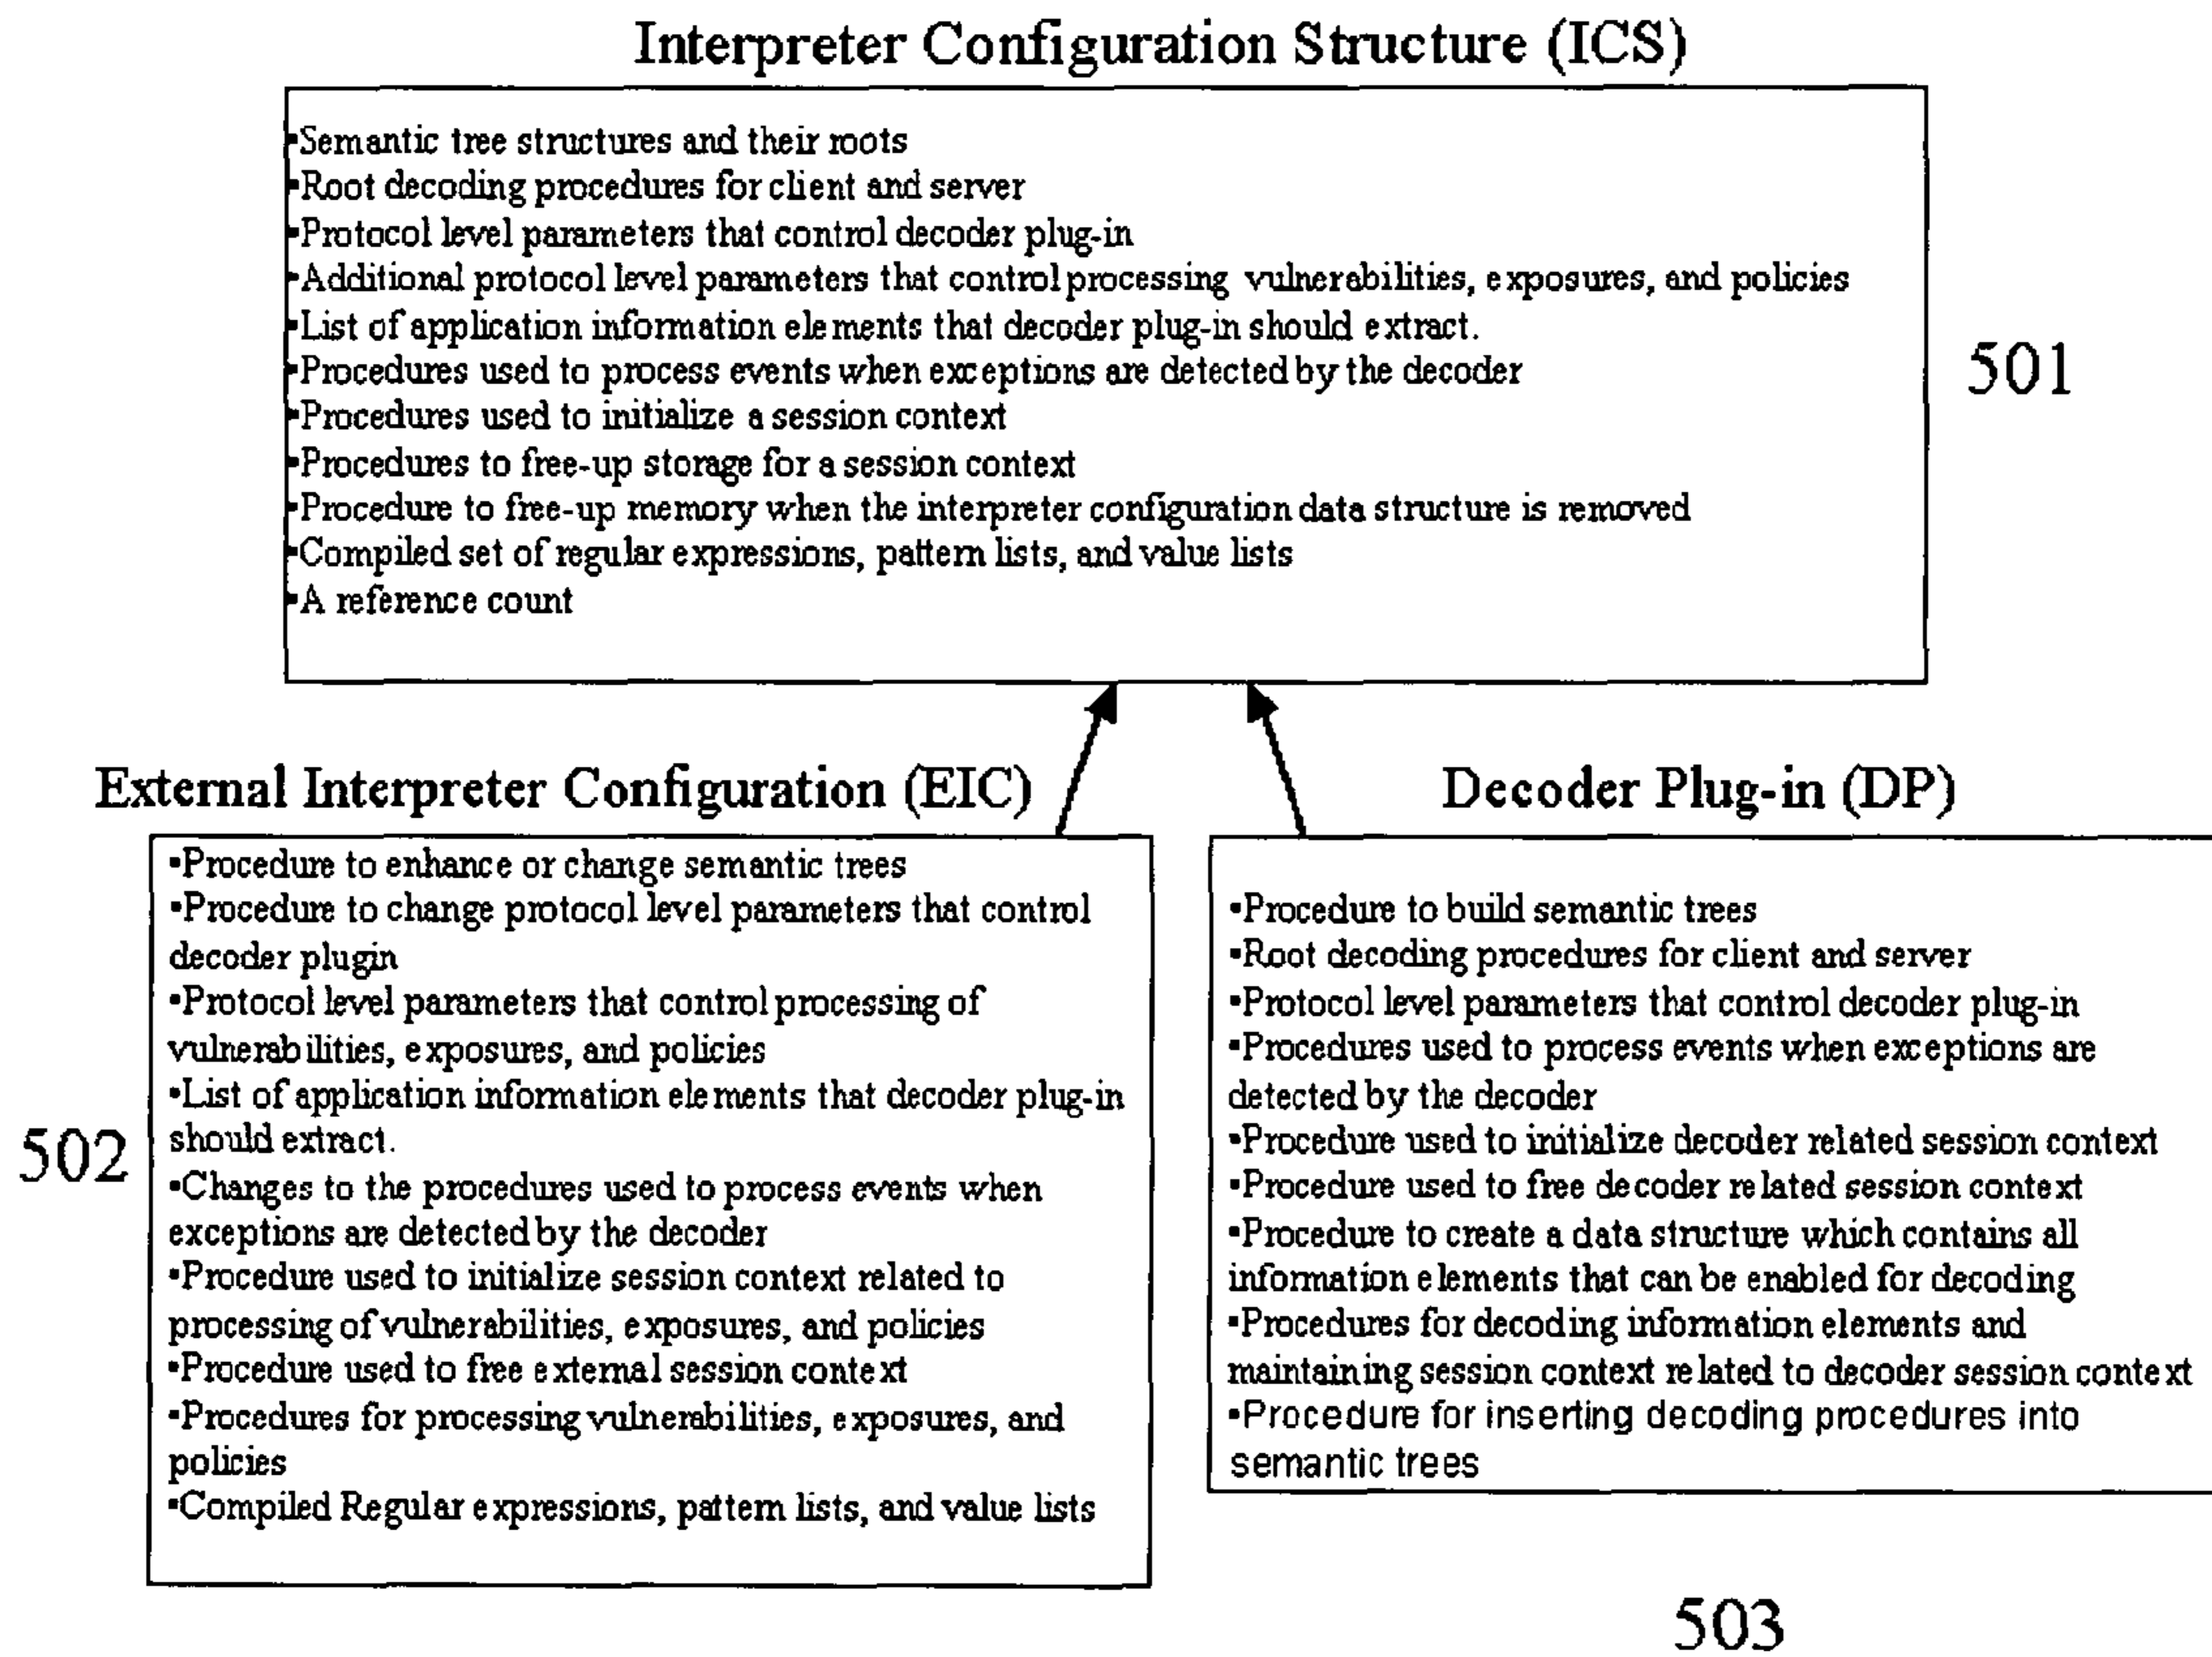 Interpreter Configuration Structure (ICS)
▪Semantic tree structures and their roots
▪Root decoding procedures for client and server
▪Protocol level parameters that control decoder plug-in
▪Additional protocol level parameters that control processing vulnerabilities, exposures, and policies
▪List of application information elements that decoder plug-in should extract.
▪Procedures used to process events when exceptions are detected by the decoder
▪Procedures used to initialize a session context
▪Procedures to free-up storage for a session context
▪Procedure to free-up memory when the interpreter configuration data structure is removed
▪Compiled set of regular expressions, pattern lists, and value lists
▪A reference count
501
External Interpreter Configuration (EIC)
▪Procedure to enhance or change semantic trees
▪Procedure to change protocol level parameters that control
decoder plugin
▪Protocol level parameters that control processing of
vulnerabilities, exposures, and policies
▪List of application information elements that decoder plug-in
should extract.
▪Changes to the procedures used to process events when
exceptions are detected by the decoder
▪Procedure used to initialize session context related to
processing of vulnerabilities, exposures, and policies
▪Procedure used to free external session context
▪Procedures for processing vulnerabilities, exposures, and
policies
▪Compiled Regular expressions, pattern lists, and value lists
502
Decoder Plug-in (DP)
▪Procedure to build semantic trees
▪Root decoding procedures for client and server
▪Protocol level parameters that control decoder plug-in
▪Procedures used to process events when exceptions are
detected by the decoder
▪Procedure used to initialize decoder related session context
▪Procedure used to free decoder related session context
▪Procedure to create a data structure which contains all
information elements that can be enabled for decoding
▪Procedures for decoding information elements and
maintaining session context related to decoder session context
▪Procedure for inserting decoding procedures into
semantic trees
503